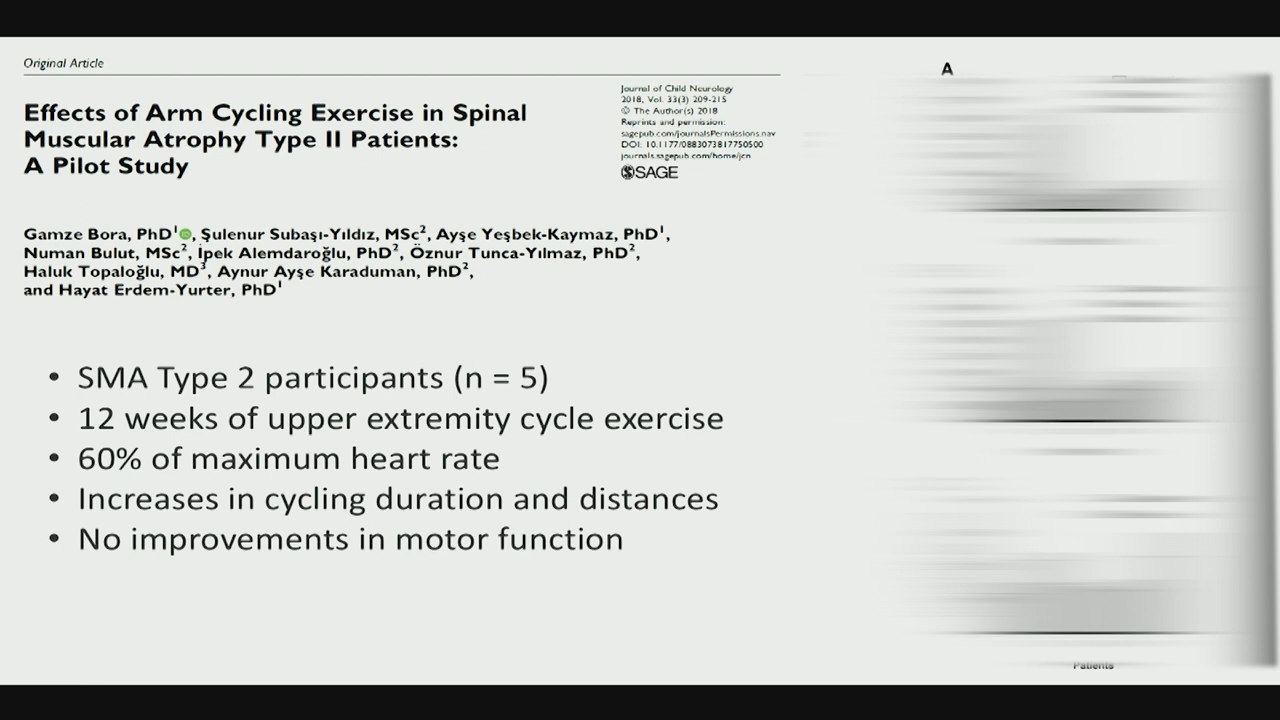 Original Article
Effects of Arm Cycling Exercise in Spinal
Muscular Atrophy Type II Patients:
A Pilot Study
Journal of Child Neurology
2018, Vol. 33(3) 209-215
© The Author(s) 2018
Reprints and permission:
sagepub.com/journalsPermissions.nav
DOI: 10.1177/0883073817750500
journals.sagepub.com/home/jcn
SAGE
Gamze Bora, PhD1, Şulenur Subaşı-Yıldız, MSc2, Ayşe Yeşbek-Kaymaz, PhD1,
Numan Bulut, MSc2, İpek Alemdaroğlu, PhD2, Öznur Tunca-Yılmaz, PhD2,
Haluk Topaloğlu, MD3, Aynur Ayşe Karaduman, PhD2,
and Hayat Erdem-Yurter, PhD1
• SMA Type 2 participants (n = 5)
• 12 weeks of upper extremity cycle exercise
• 60% of maximum heart rate
• Increases in cycling duration and distances
• No improvements in motor function
A
Patients